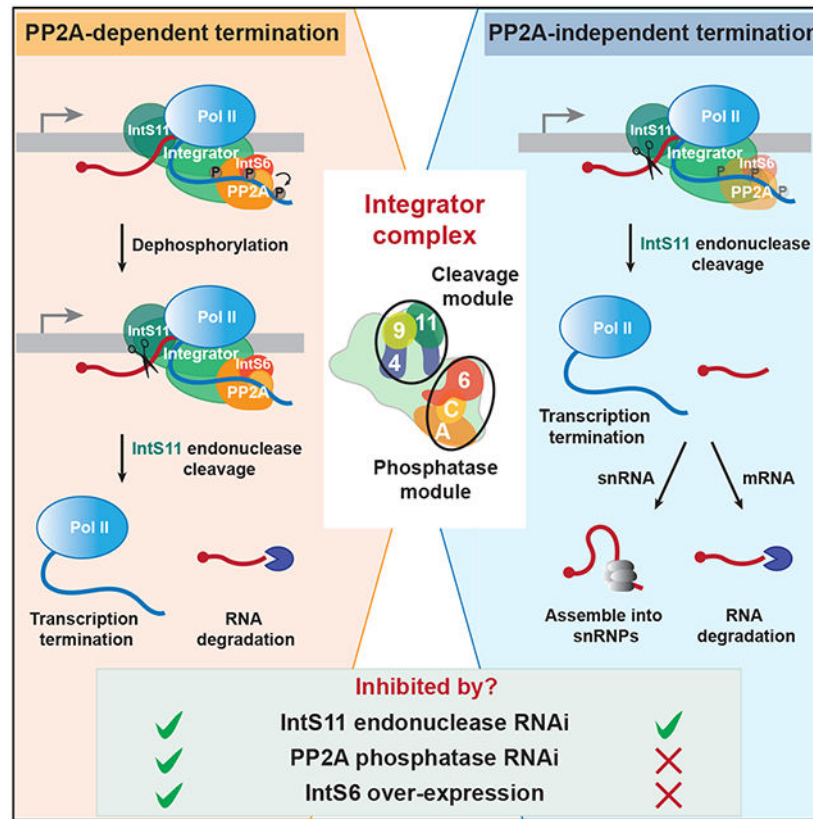 PP2A-dependent termination
Pol II
IntS11
Integrator
IntS6
P
P
P
PP2A
Dephosphorylation
Pol II
IntS11
Integrator
IntS6
PP2A
IntS11 endonuclease
cleavage
Pol II
Transcription
termination
RNA
degradation
Integrator
complex
Cleavage
module
9
11
4
6
C
A
Phosphatase
module
PP2A-independent termination
Pol II
IntS11
Integrator
IntS6
P
P
P
PP2A
IntS11 endonuclease
cleavage
Pol II
Transcription
termination
snRNA
mRNA
Assemble into
snRNPs
RNA
degradation
Inhibited by?
IntS11 endonuclease RNAi
PP2A phosphatase RNAi
IntS6 over-expression